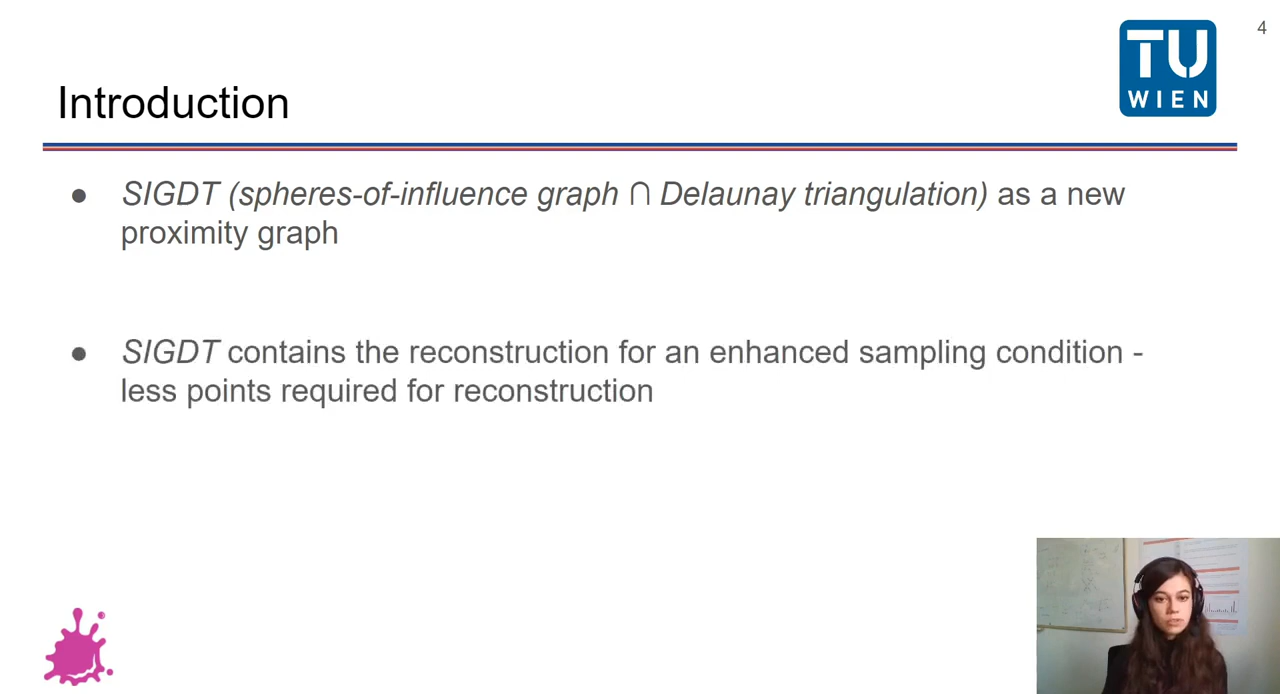 4
TU
WIEN
Introduction
● SIGDT (spheres-of-influence graph ∩ Delaunay triangulation) as a new
proximity graph
● SIGDT contains the reconstruction for an enhanced sampling condition -
less points required for reconstruction